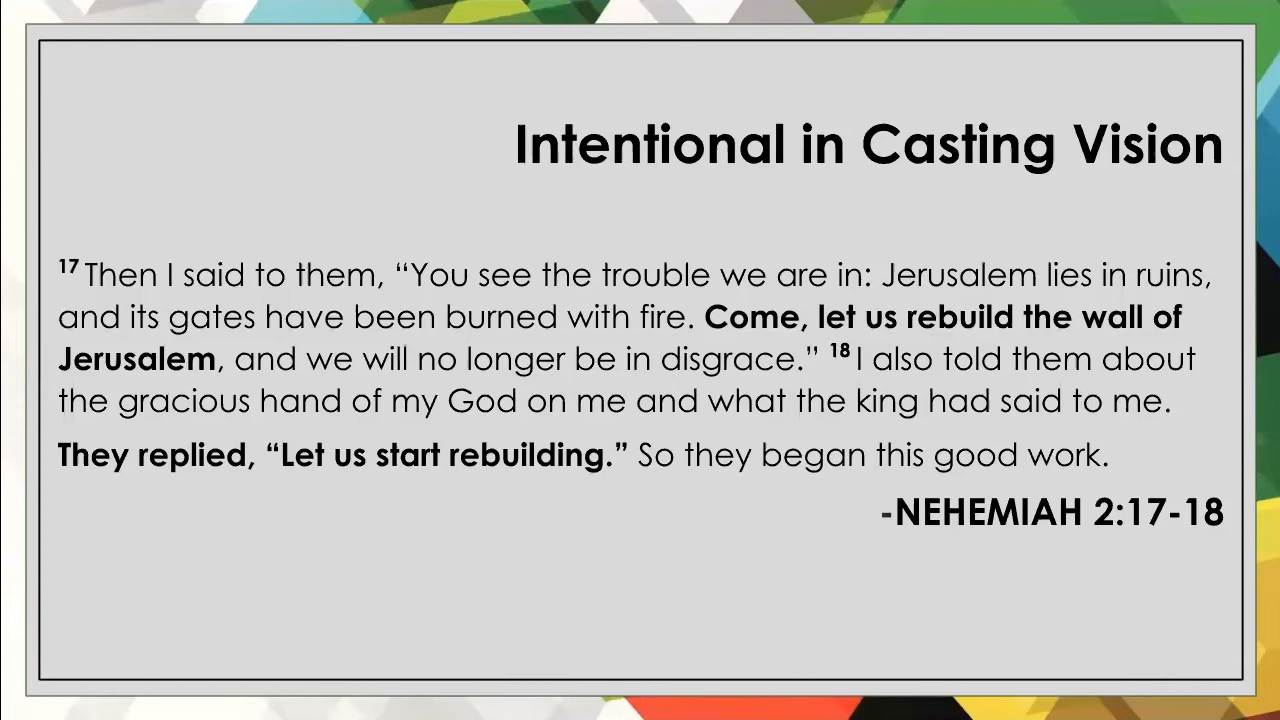 Intentional in Casting Vision
17 Then I said to them, “You see the trouble we are in: Jerusalem lies in ruins,
and its gates have been burned with fire. Come, let us rebuild the wall of
Jerusalem, and we will no longer be in disgrace.” 18 I also told them about
the gracious hand of my God on me and what the king had said to me.
They replied, “Let us start rebuilding.” So they began this good work.
-NEHEMIAH 2:17-18